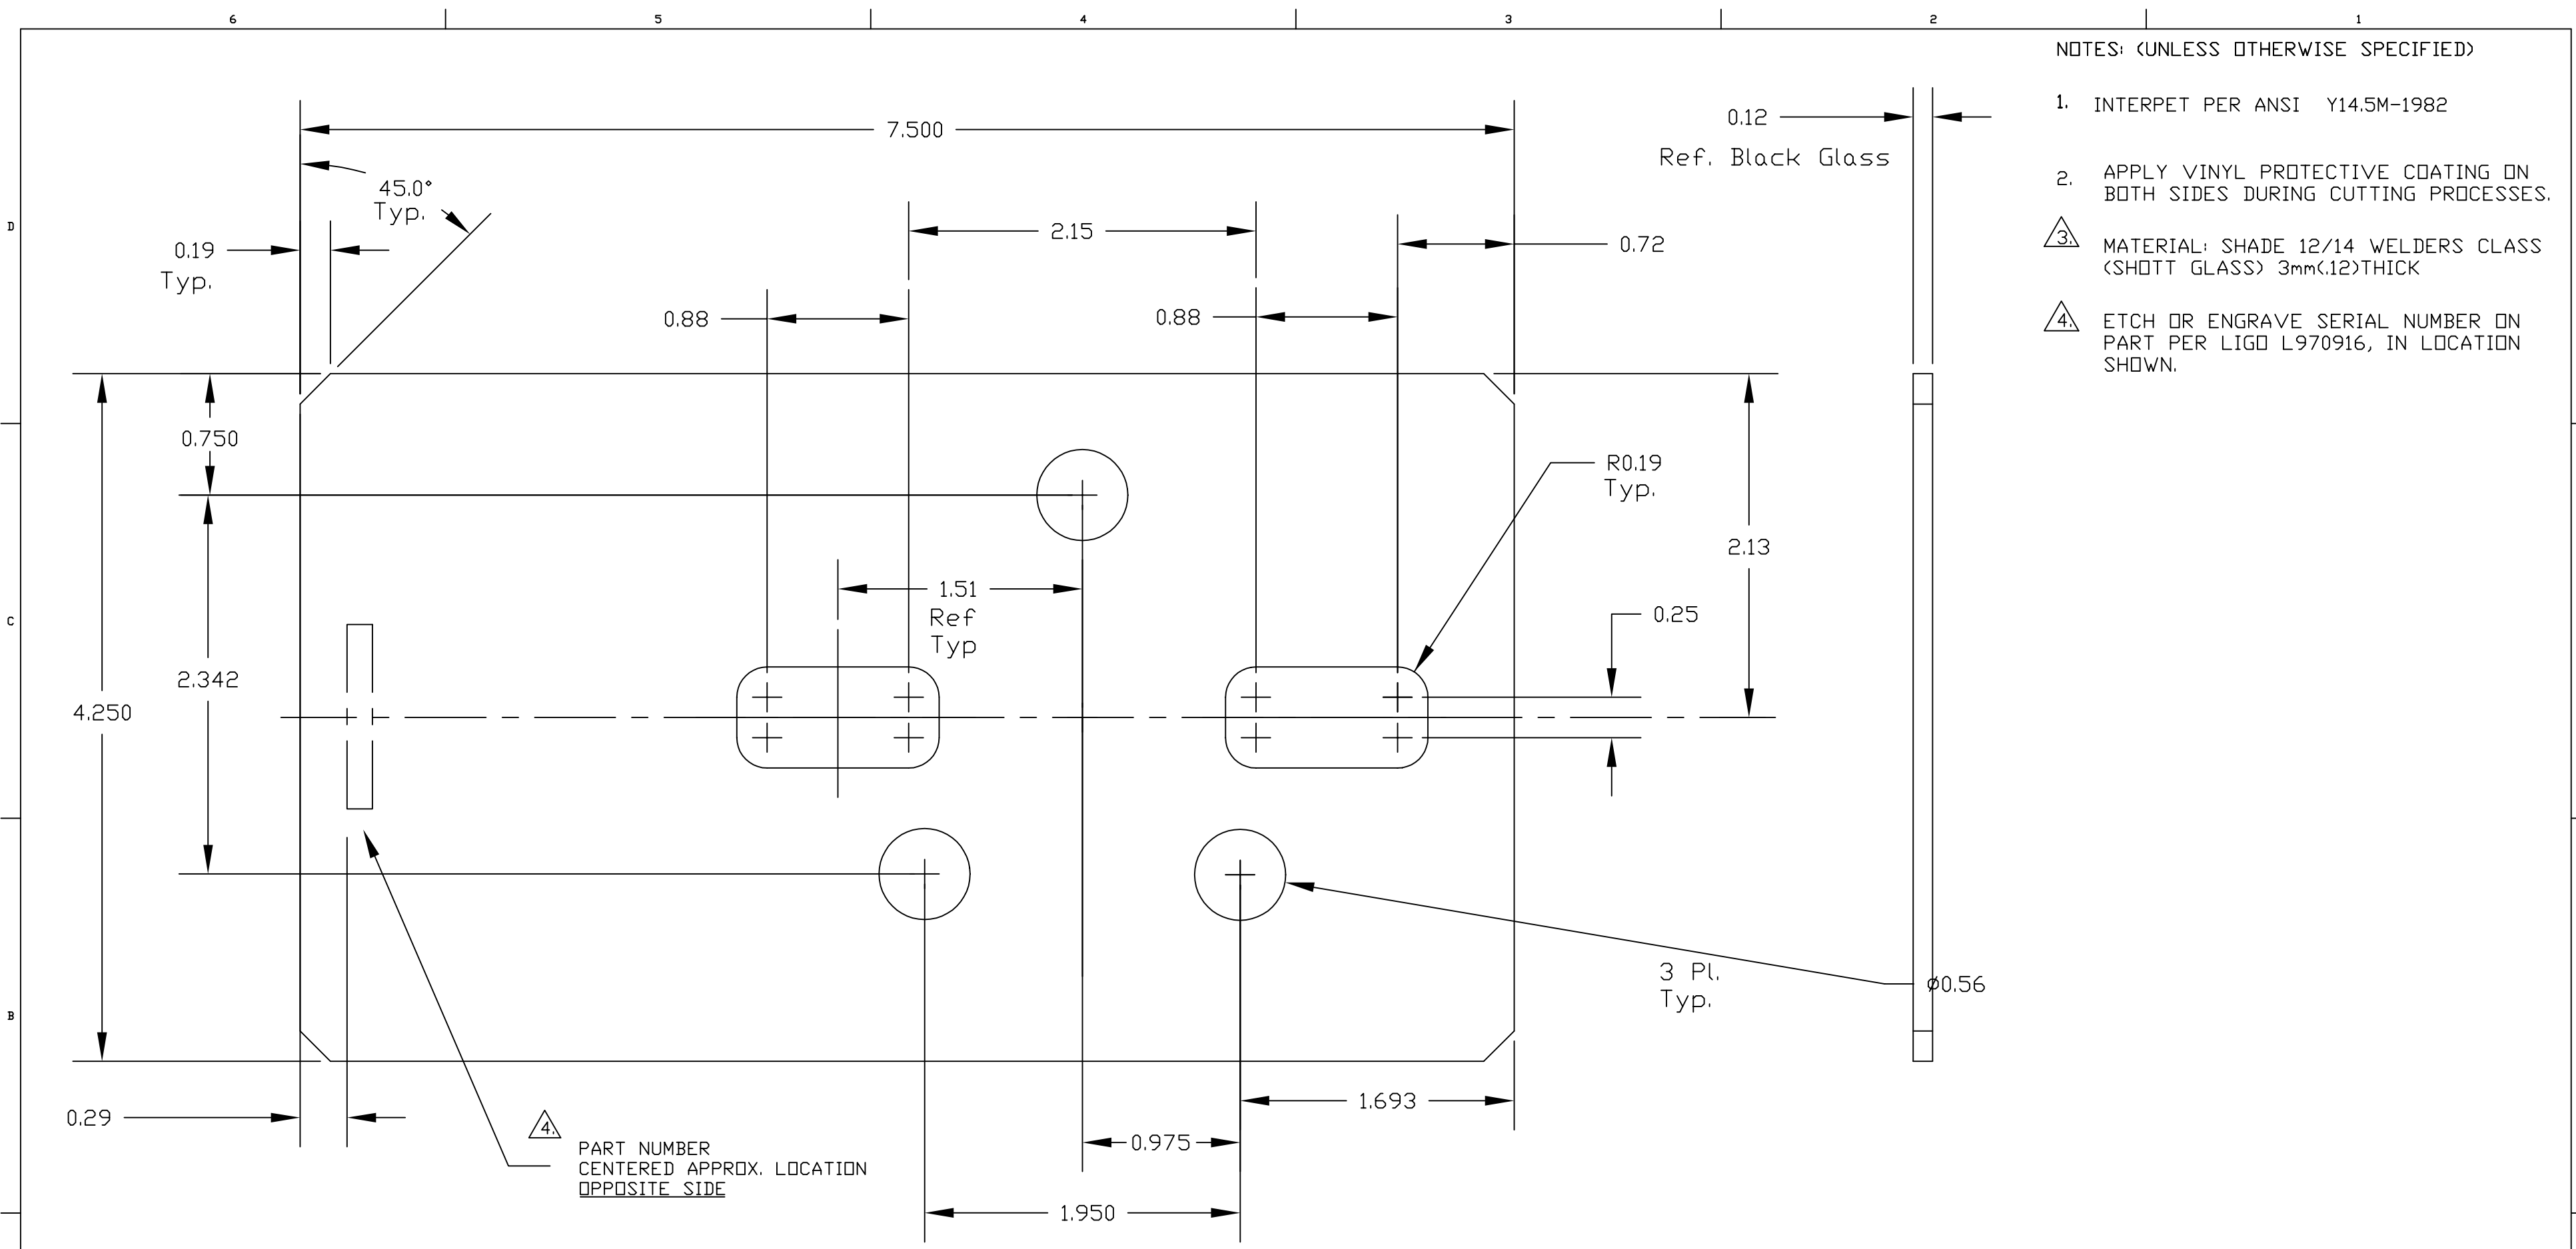 6 5 4 3 2 1
NOTES: (UNLESS OTHERWISE SPECIFIED)
1. INTERPET PER ANSI Y14.5M-1982
2. APPLY VINYL PROTECTIVE COATING ON
BOTH SIDES DURING CUTTING PROCESSES.
3. MATERIAL: SHADE 12/14 WELDERS CLASS
(SHOTT GLASS) 3mm(.12)THICK
4. ETCH OR ENGRAVE SERIAL NUMBER ON
PART PER LIGO L970916, IN LOCATION
SHOWN.
7.500
0.12
Ref. Black Glass
45.0°
Typ.
D
0.19
Typ.
2.15
0.72
0.88
0.88
0.750
R0.19
Typ.
2.13
1.51
Ref
Typ
0.25
C
2.342
4.250
3 Pl.
Typ.
Ø0.56
B
1.693
0.29
0.975
4.
PART NUMBER
CENTERED APPROX. LOCATION
OPPOSITE SIDE
1.950